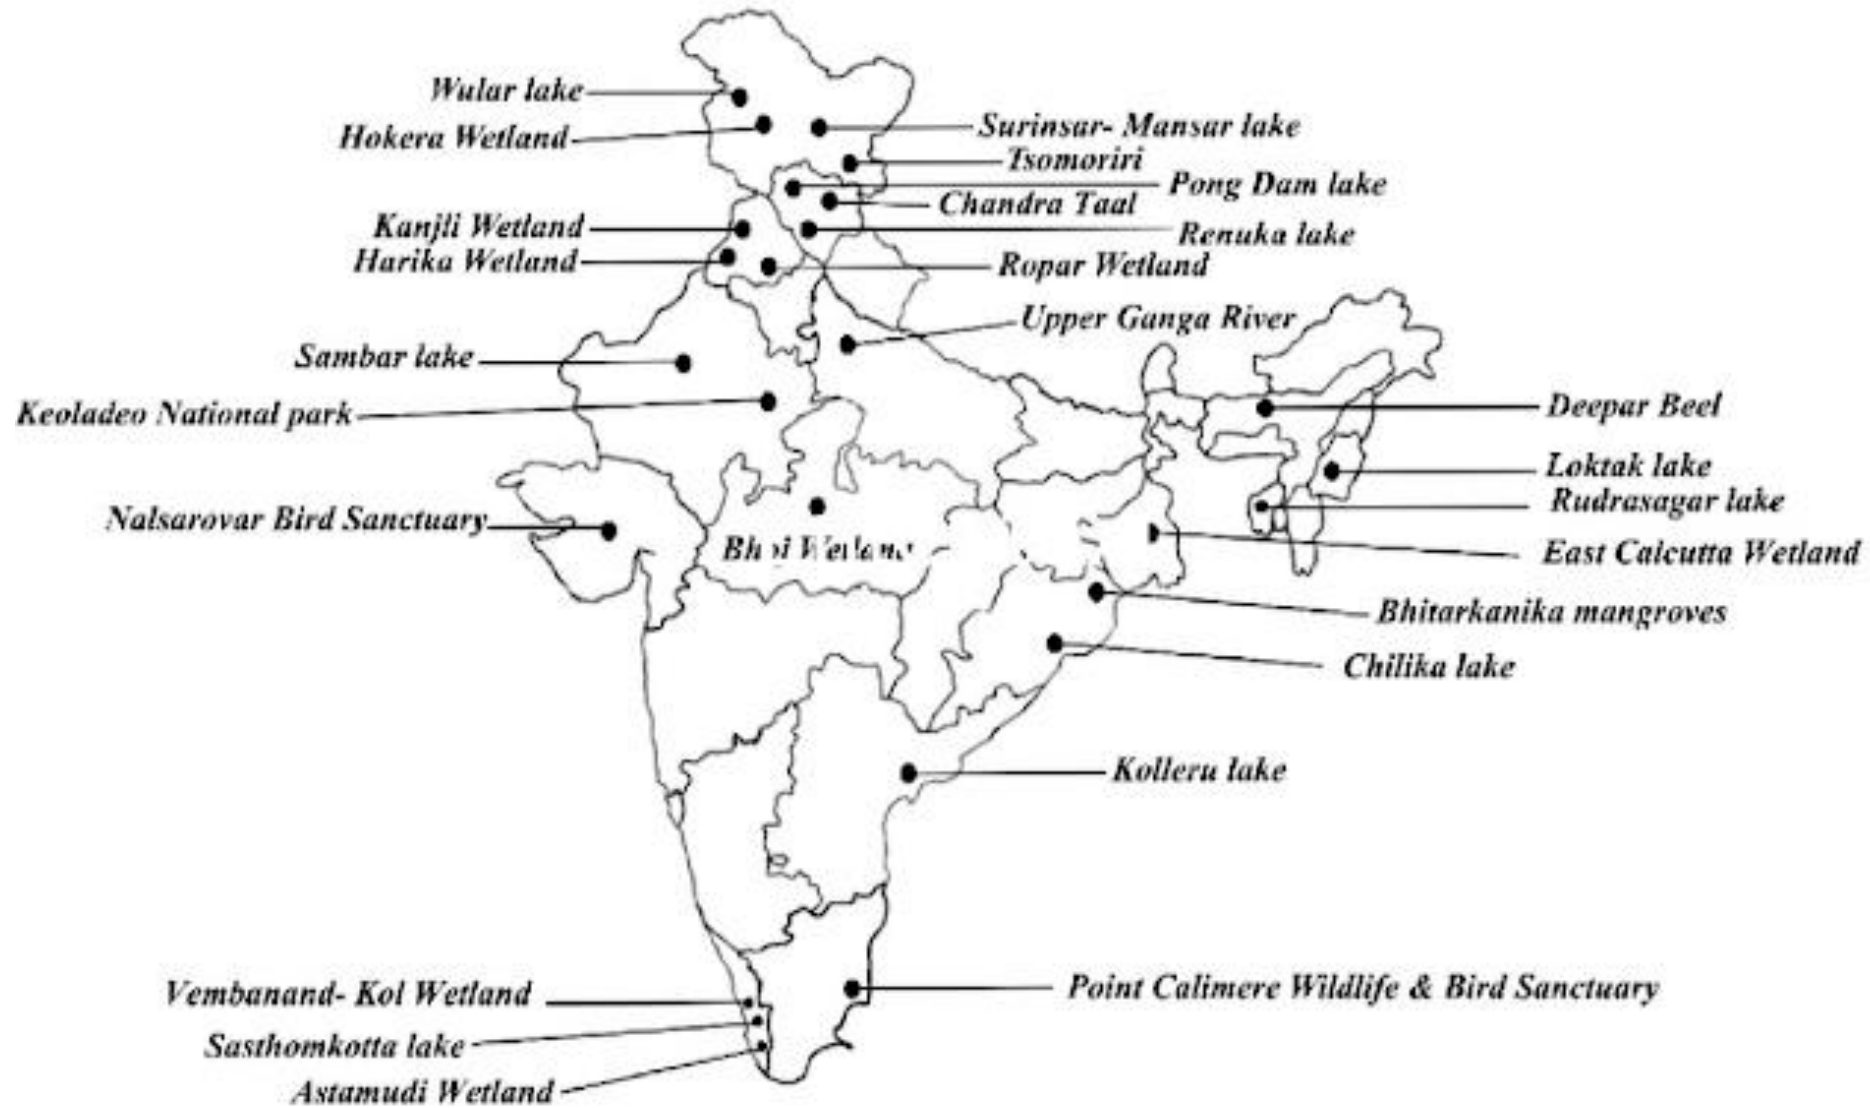 Wular lake
Hokera Wetland
Surinsar- Mansar lake
Tsomoriri
Pong Dam lake
Chandra Taal
Kanjli Wetland
Renuka lake
Harika Wetland
Ropar Wetland
Upper Ganga River
Sambar lake
Keoladeo National park
Deepar Beel
Loktak lake
Rudrasagar lake
Nalsarovar Bird Sanctuary
East Calcutta Wetland
Bhitarkanika mangroves
Chilika lake
Kolleru lake
Vembanand- Kol Wetland
Point Calimere Wildlife & Bird Sanctuary
Sasthomkotta lake
Astamudi Wetland